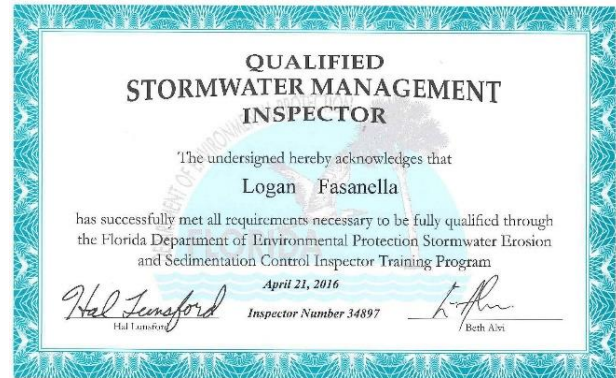 QUALIFIED
STORMWATER MANAGEMENT
INSPECTOR
The undersigned hereby acknowledges that
Logan Fasanella
has successfully met all requirements necessary to be fully qualified through
the Florida Department of Environmental Protection Stormwater Erosion
and Sedimentation Control Inspector Training Program
April 21, 2016
Hal Lunsford
Hal Lunsford
Inspector Number 34897
Beth Alvi
FLORIDA